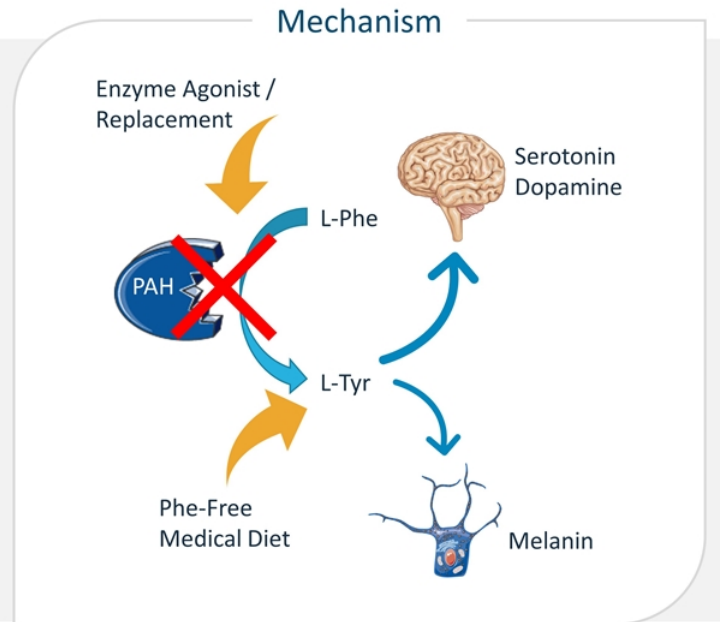 Mechanism
Enzyme Agonist /
Replacement
Serotonin
Dopamine
L-Phe
PAH
L-Tyr
Phe-Free
Medical Diet
Melanin